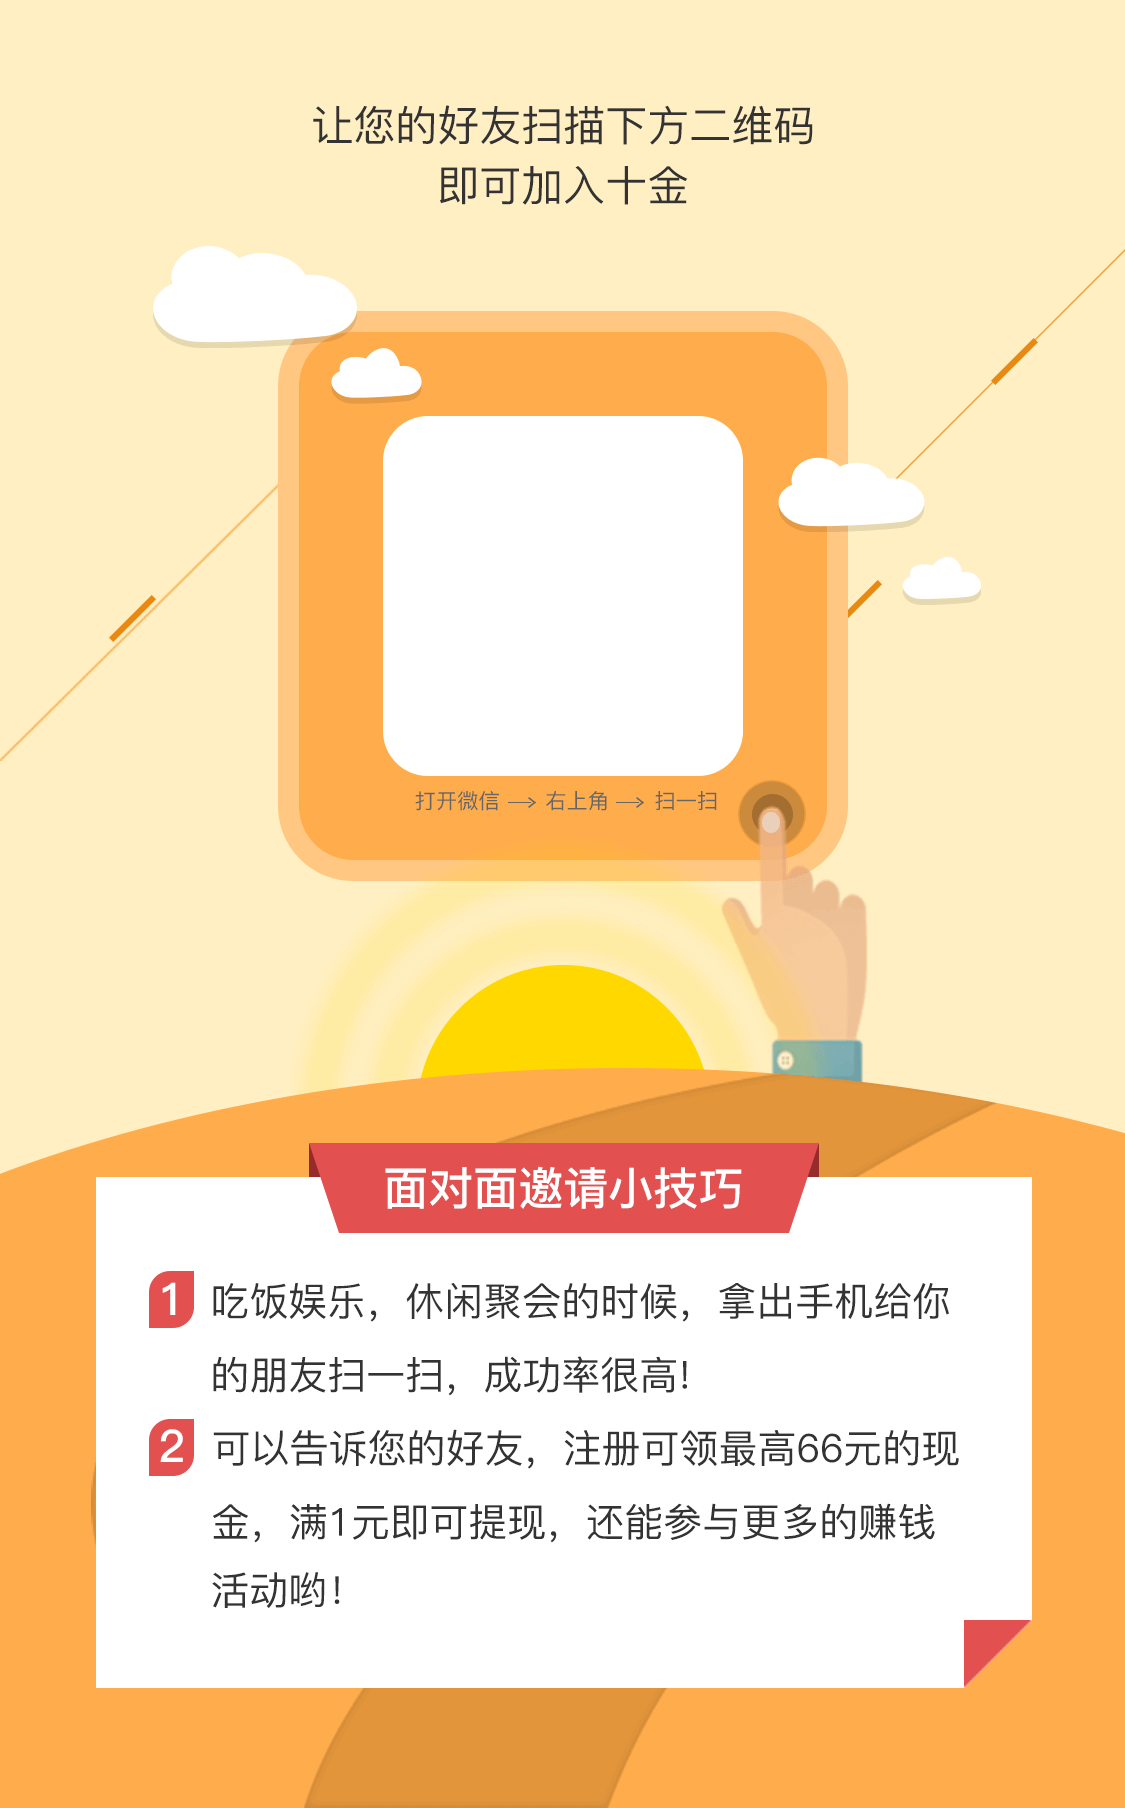 让您的好友扫描下方二维码
即可加入十金
打开微信 → 右上角 → 扫一扫
面对面邀请小技巧
1 吃饭娱乐，休闲聚会的时候，拿出手机给你
的朋友扫一扫，成功率很高!
2 可以告诉您的好友，注册可领最高66元的现
金，满1元即可提现，还能参与更多的赚钱
活动哟!